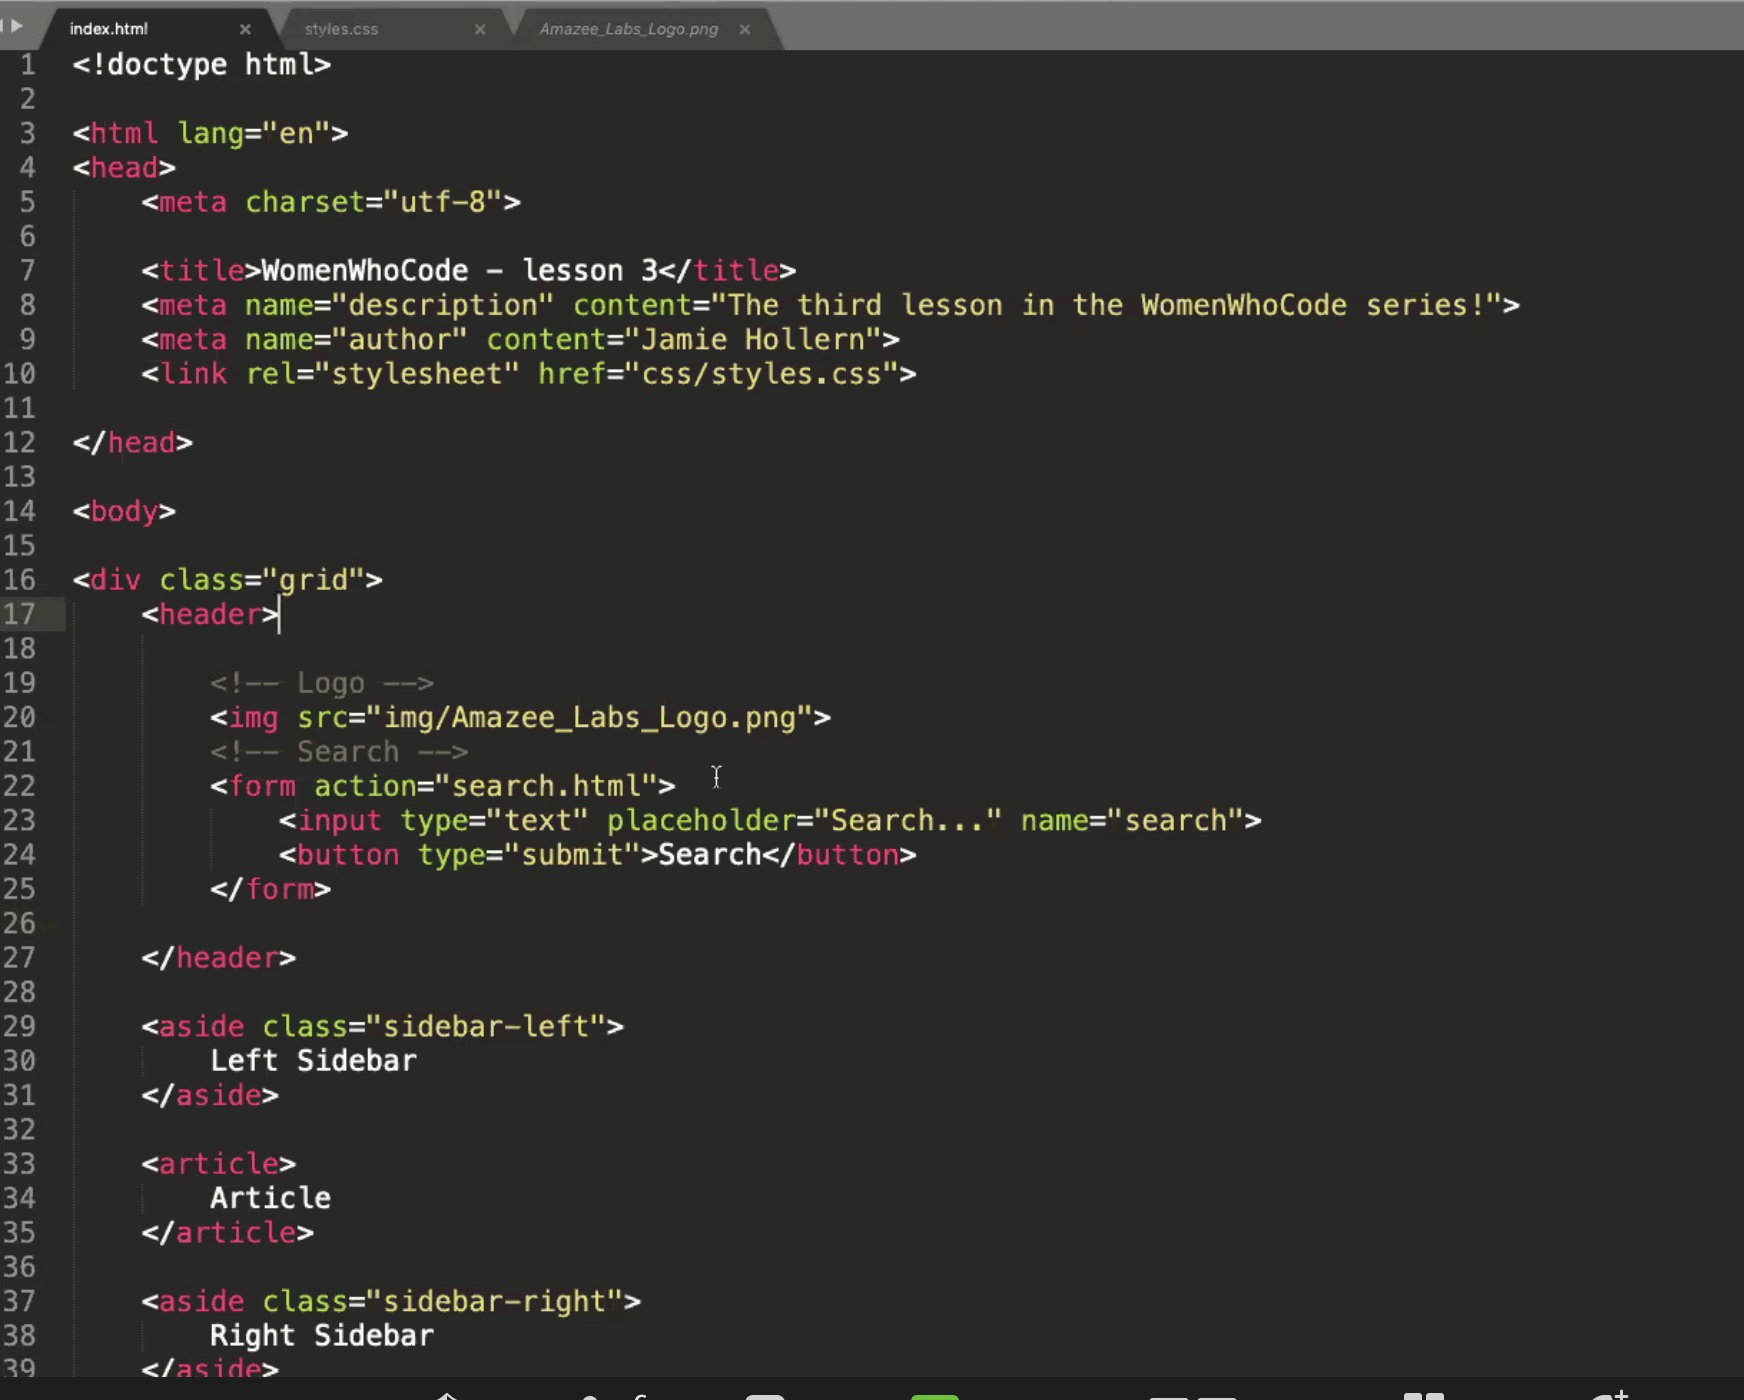 index.html × styles.css × Amazee_Labs_Logo.png ×
1 <!doctype html>
2
3 <html lang="en">
4 <head>
5 <meta charset="utf-8">
6
7 <title>WomenWhoCode - lesson 3</title>
8 <meta name="description" content="The third lesson in the WomenWhoCode series!">
9 <meta name="author" content="Jamie Hollern">
10 <link rel="stylesheet" href="css/styles.css">
11
12 </head>
13
14 <body>
15
16 <div class="grid">
17 <header>
18
19 <!-- Logo -->
20 <img src="img/Amazee_Labs_Logo.png">
21 <!-- Search -->
22 <form action="search.html">
23 <input type="text" placeholder="Search..." name="search">
24 <button type="submit">Search</button>
25 </form>
26
27 </header>
28
29 <aside class="sidebar-left">
30 Left Sidebar
31 </aside>
32
33 <article>
34 Article
35 </article>
36
37 <aside class="sidebar-right">
38 Right Sidebar
39 </aside>